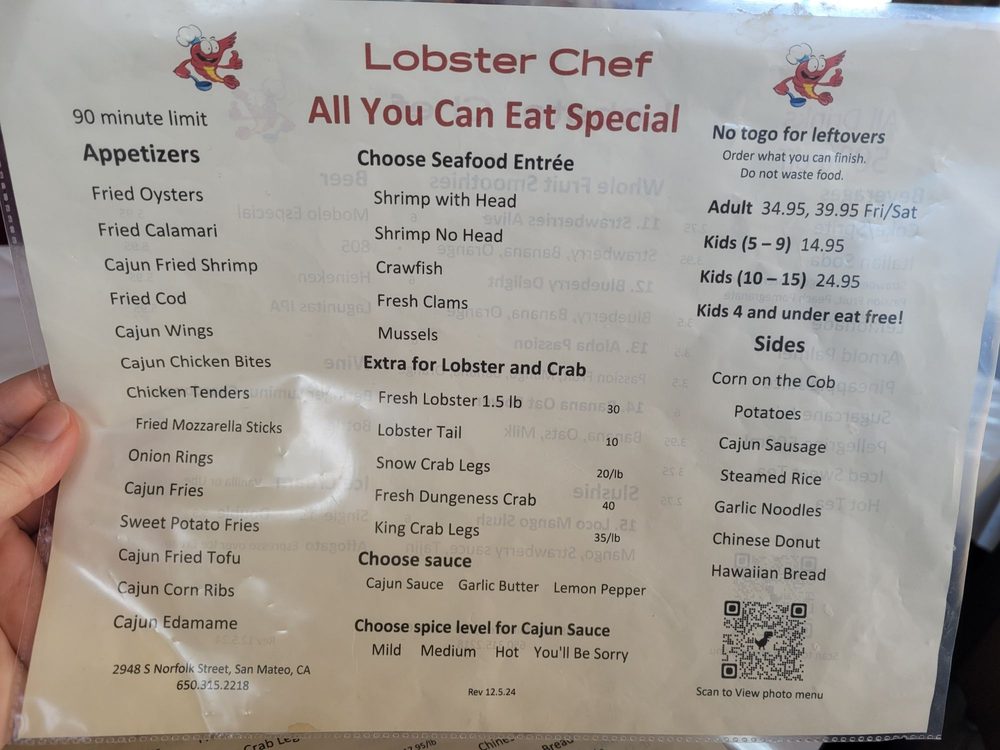 Lobster Chef
All You Can Eat Special
90 minute limit
Appetizers
Fried Oysters
Fried Calamari
Cajun Fried Shrimp
Fried Cod
Cajun Wings
Cajun Chicken Bites
Chicken Tenders
Fried Mozzarella Sticks
Onion Rings
Cajun Fries
Sweet Potato Fries
Cajun Fried Tofu
Cajun Corn Ribs
Cajun Edamame
2948 S Norfolk Street, San Mateo, CA
650.315.2218
Choose Seafood Entrée
Shrimp with Head
Shrimp No Head
Crawfish
Fresh Clams
Mussels
Extra for Lobster and Crab
Fresh Lobster 1.5 lb 30
Lobster Tail 10
Snow Crab Legs 20/lb
Fresh Dungeness Crab 40
King Crab Legs 35/lb
Choose sauce
Cajun Sauce Garlic Butter Lemon Pepper
Choose spice level for Cajun Sauce
Mild Medium Hot You'll Be Sorry
Rev 12.5.24
No togo for leftovers
Order what you can finish.
Do not waste food.
Adult 34.95, 39.95 Fri/Sat
Kids (5 – 9) 14.95
Kids (10 – 15) 24.95
Kids 4 and under eat free!
Sides
Corn on the Cob
Potatoes
Cajun Sausage
Steamed Rice
Garlic Noodles
Chinese Donut
Hawaiian Bread
Scan to View photo menu